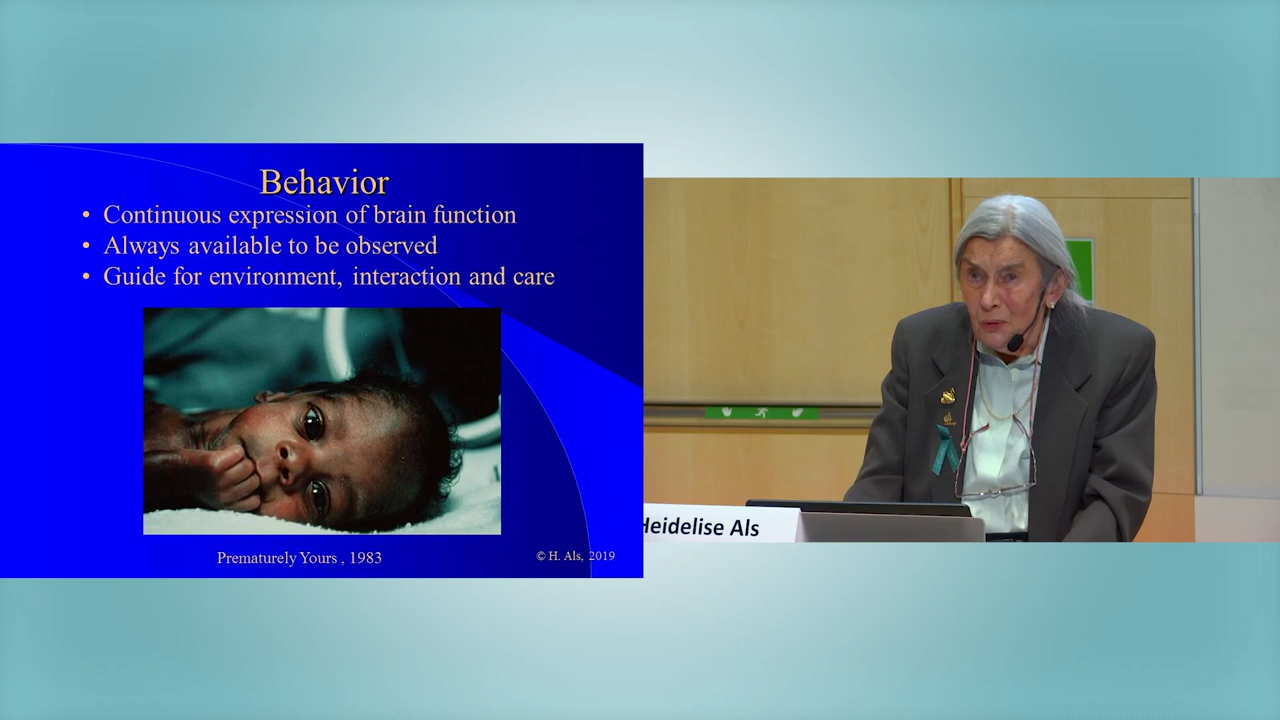 Behavior
• Continuous expression of brain function
• Always available to be observed
• Guide for environment, interaction and care
Prematurely Yours , 1983
© H. Als, 2019
Heidelise Als